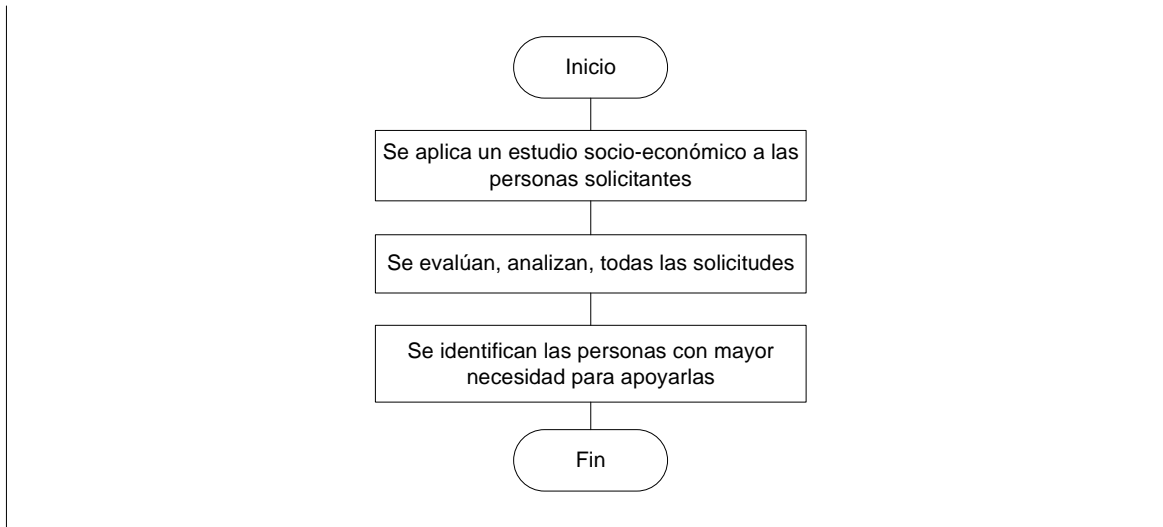 Inicio
Se aplica un estudio socio-económico a las
personas solicitantes
Se evalúan, analizan, todas las solicitudes
Se identifican las personas con mayor
necesidad para apoyarlas
Fin